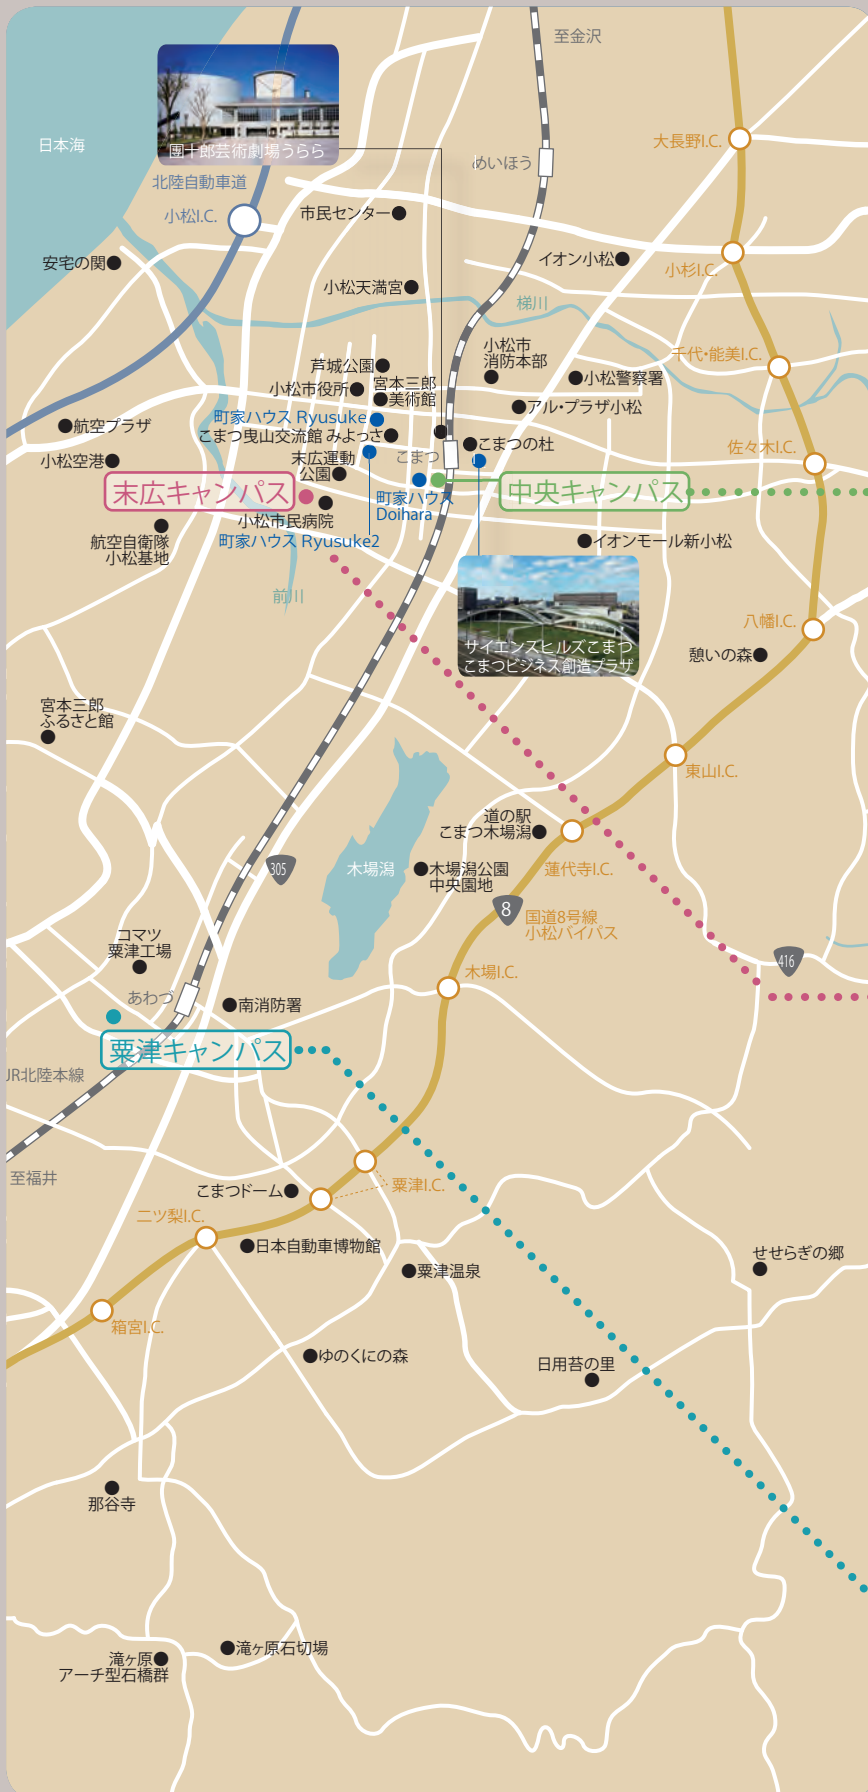 至金沢
大長野I.C.
日本海
團十郎芸術劇場うらら
めいほう
北陸自動車道
小松I.C.
市民センター
安宅の関
イオン小松
小杉I.C.
小松天満宮
梯川
小松市
消防本部
千代・能美I.C.
芦城公園
小松市役所
宮本三郎
美術館
小松警察署
アル・プラザ小松
町家ハウス Ryusuke
航空プラザ
こまつ曳山交流館 みよっさ
こまつの杜
佐々木I.C.
小松空港
末広運動
公園
こまつ
末広キャンパス
中央キャンパス
町家ハウス
Doihara
小松市民病院
航空自衛隊
小松基地
町家ハウス Ryusuke2
イオンモール新小松
前川
八幡I.C.
サイエンスヒルズこまつ
こまつビジネス創造プラザ
憩いの森
宮本三郎
ふるさと館
東山I.C.
道の駅
こまつ木場潟
305
木場潟
木場潟公園
中央園地
蓮代寺I.C.
8
国道8号線
小松バイパス
コマツ
粟津工場
416
木場I.C.
あわづ
南消防署
粟津キャンパス
JR北陸本線
至福井
こまつドーム
粟津I.C.
二ツ梨I.C.
日本自動車博物館
粟津温泉
せせらぎの郷
箱宮I.C.
ゆのくにの森
日用苔の里
那谷寺
滝ヶ原石切場
滝ヶ原
アーチ型石橋群